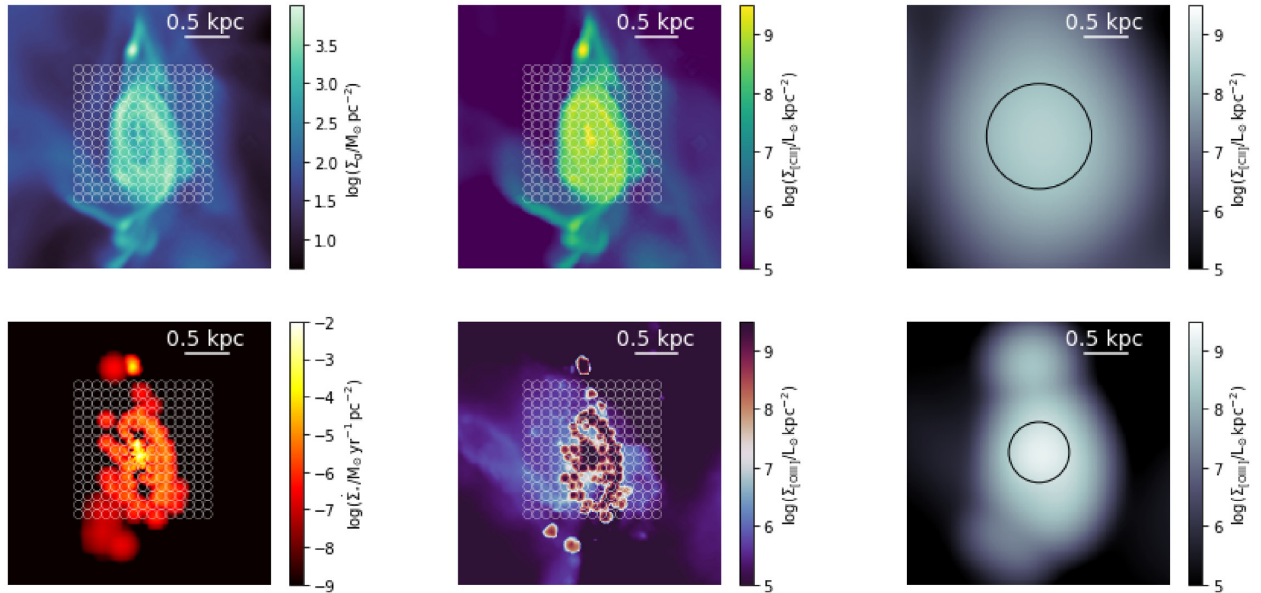 0.5 kpc
3.5
3.0
2.5
2.0
1.5
1.0
log(Σg/M⊙ pc⁻²)
0.5 kpc
9
8
7
6
5
log(Σ[CII]/L⊙ kpc⁻²)
0.5 kpc
9
8
7
6
5
log(Σ[CII]/L⊙ kpc⁻²)
0.5 kpc
−2
−3
−4
−5
−6
−7
−8
−9
log(Σ̇⋆/M⊙ yr⁻¹ pc⁻²)
0.5 kpc
9
8
7
6
5
log(Σ[OIII]/L⊙ kpc⁻²)
0.5 kpc
9
8
7
6
5
log(Σ[OIII]/L⊙ kpc⁻²)